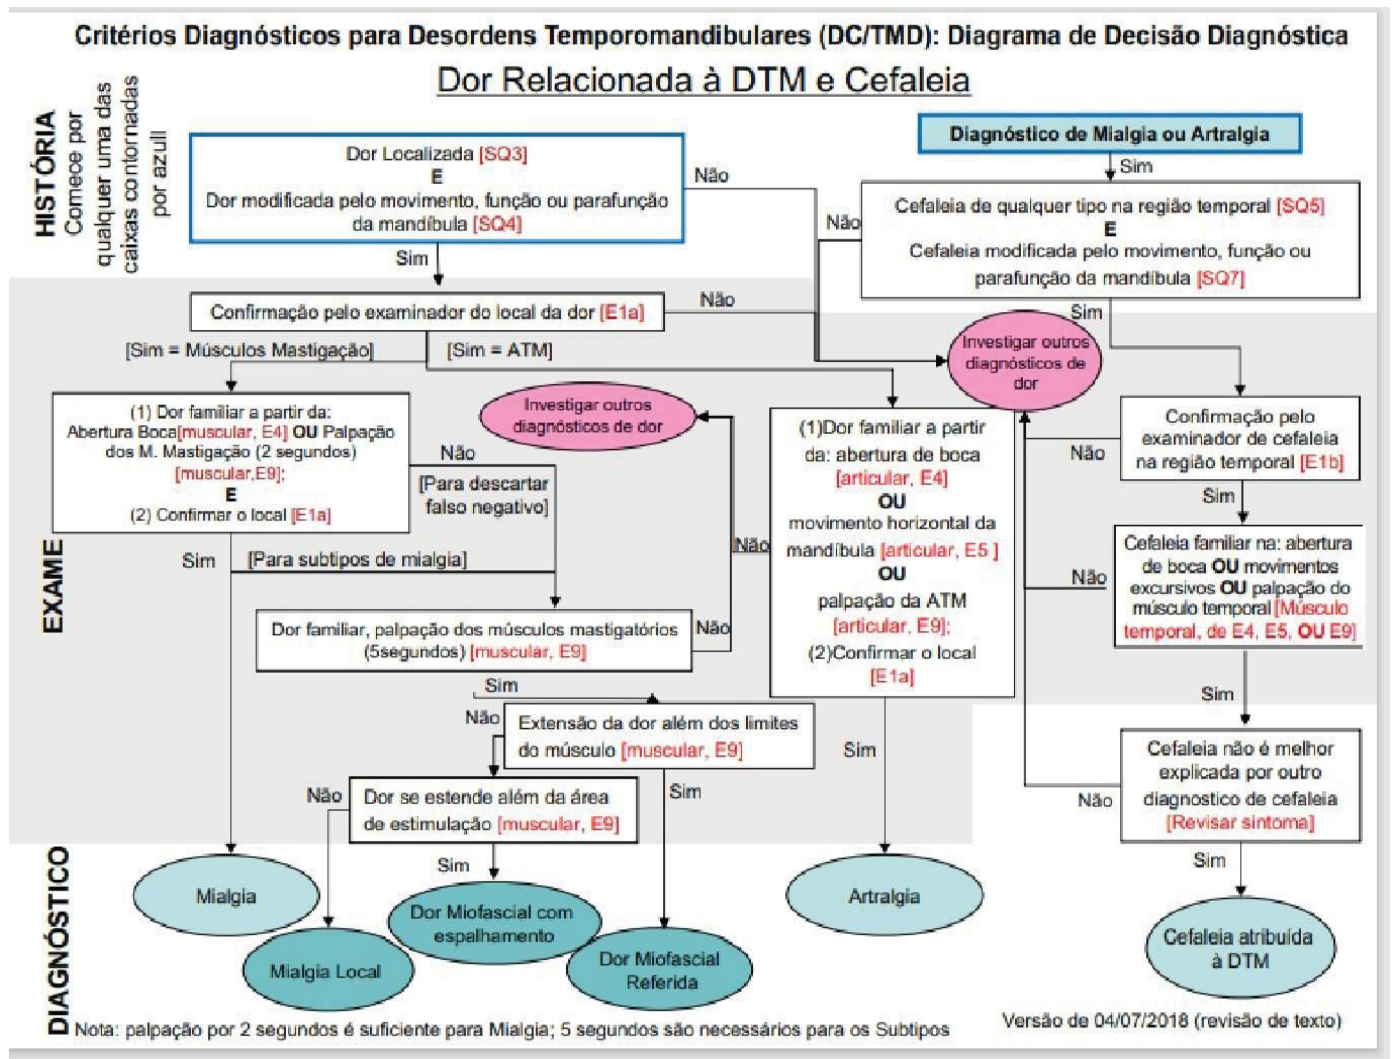 Critérios Diagnósticos para Desordens Temporomandibulares (DC/TMD): Diagrama de Decisão Diagnóstica
Dor Relacionada à DTM e Cefaleia
HISTÓRIA
Comece por
qualquer uma das
caixas contornadas
por azull
Dor Localizada [SQ3]
E
Dor modificada pelo movimento, função ou parafunção
da mandíbula [SQ4]
Não
Sim
Diagnóstico de Mialgia ou Artralgia
Sim
Cefaleia de qualquer tipo na região temporal [SQ5]
E
Cefaleia modificada pelo movimento, função ou
parafunção da mandíbula [SQ7]
Não
Sim
EXAME
Confirmação pelo examinador do local da dor [E1a]
Não
[Sim = Músculos Mastigação]
[Sim = ATM]
Investigar outros
diagnósticos de
dor
(1) Dor familiar a partir da:
Abertura Boca[muscular, E4] OU Palpação
dos M. Mastigação (2 segundos)
[muscular,E9];
E
(2) Confirmar o local [E1a]
Não
[Para descartar
falso negativo]
Sim
[Para subtipos de mialgia]
Investigar outros
diagnósticos de dor
(1)Dor familiar a partir
da: abertura de boca
[articular, E4]
OU
movimento horizontal da
mandíbula [articular, E5 ]
OU
palpação da ATM
[articular, E9];
(2)Confirmar o local
[E1a]
Não
Sim
Confirmação pelo
examinador de cefaleia
na região temporal [E1b]
Não
Sim
Cefaleia familiar na: abertura
de boca OU movimentos
excursivos OU palpação do
músculo temporal [Músculo
temporal, de E4, E5, OU E9]
Não
Sim
Dor familiar, palpação dos músculos mastigatórios
(5segundos) [muscular, E9]
Não
Sim
Extensão da dor além dos limites
do músculo [muscular, E9]
Não
Sim
Dor se estende além da área
de estimulação [muscular, E9]
Não
Sim
Cefaleia não é melhor
explicada por outro
diagnostico de cefaleia
[Revisar sintoma]
Não
Sim
DIAGNÓSTICO
Mialgia
Mialgia Local
Dor Miofascial com
espalhamento
Dor Miofascial
Referida
Artralgia
Cefaleia atribuída
à DTM
Nota: palpação por 2 segundos é suficiente para Mialgia; 5 segundos são necessários para os Subtipos
Versão de 04/07/2018 (revisão de texto)